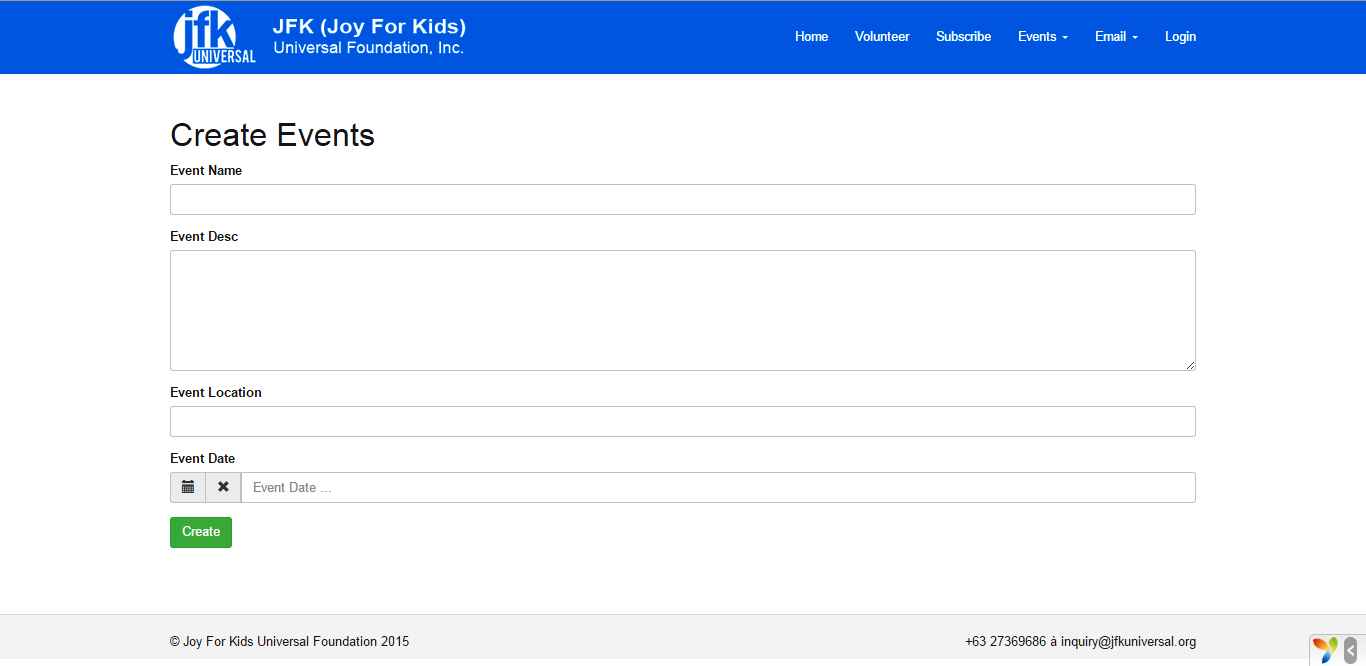 jfk
UNIVERSAL
JFK (Joy For Kids)
Universal Foundation, Inc.
Home Volunteer Subscribe Events Email Login
Create Events
Event Name
Event Desc
Event Location
Event Date
Event Date ...
Create
© Joy For Kids Universal Foundation 2015
+63 27369686 à inquiry@jfkuniversal.org